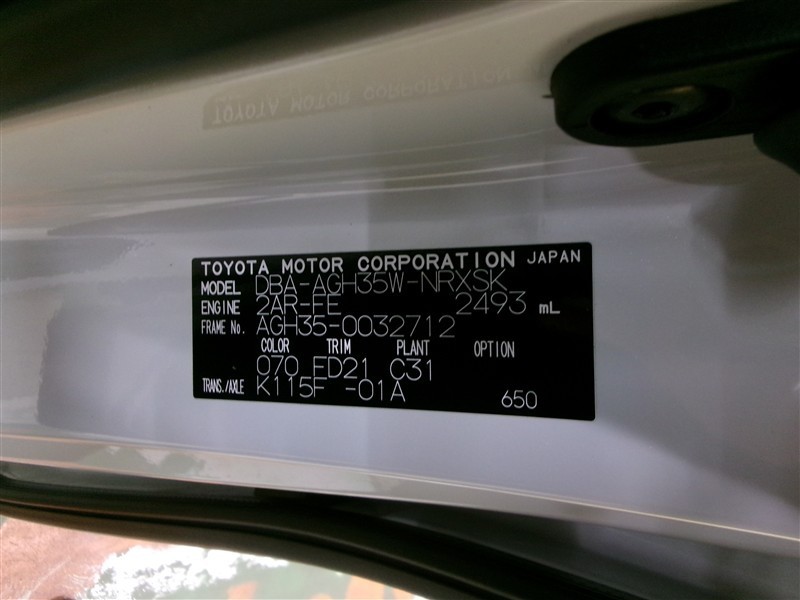 TOYOTA MOTOR CORPORATION JAPAN
MODEL DBA-AGH35W-NRXSK
ENGINE 2AR-FE 2493 mL
FRAME No. AGH35-0032712
COLOR TRIM PLANT OPTION
070 FD21 C31
TRANS./AXLE K115F -01A 650